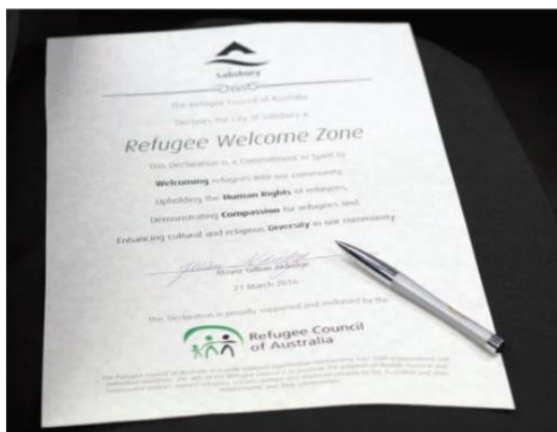 Salisbury
The Refugee Council of Australia
Declares the City of Salisbury a
Refugee Welcome Zone
This Declaration is a Commitment in Spirit to
Welcoming refugees into our community
Upholding the Human Rights of refugees,
Demonstrating Compassion for refugees and
Enhancing cultural and religious Diversity in our community
Mayor Gillian Aldridge
21 March 2016
This Declaration is proudly supported and endorsed by the
Refugee Council
of Australia